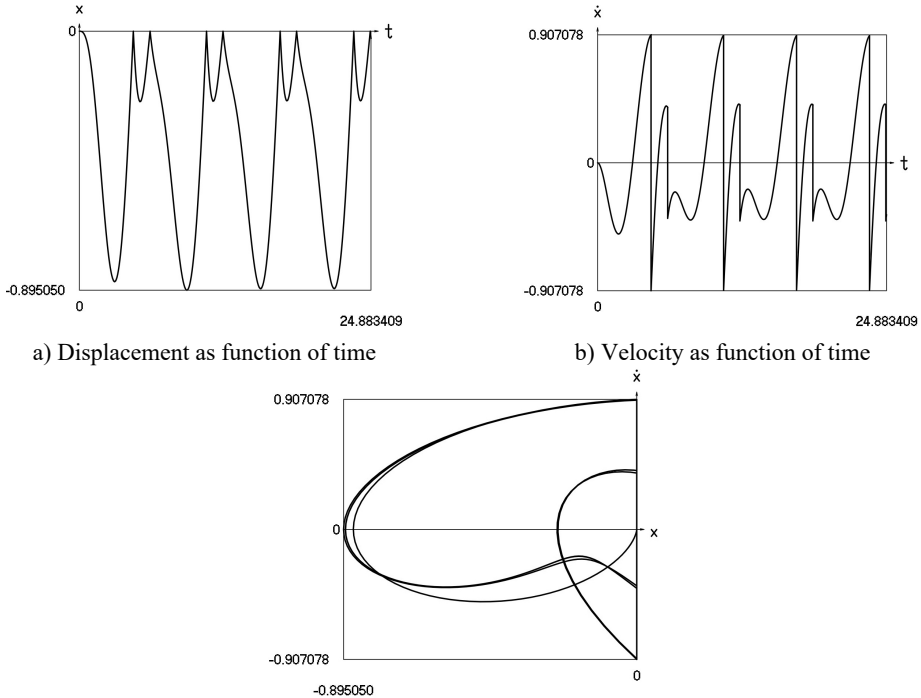 x
0
t
-0.895050
0
24.883409
a) Displacement as function of time
ẋ
0.907078
0
t
-0.907078
0
24.883409
b) Velocity as function of time
ẋ
0.907078
0
x
-0.907078
0
-0.895050